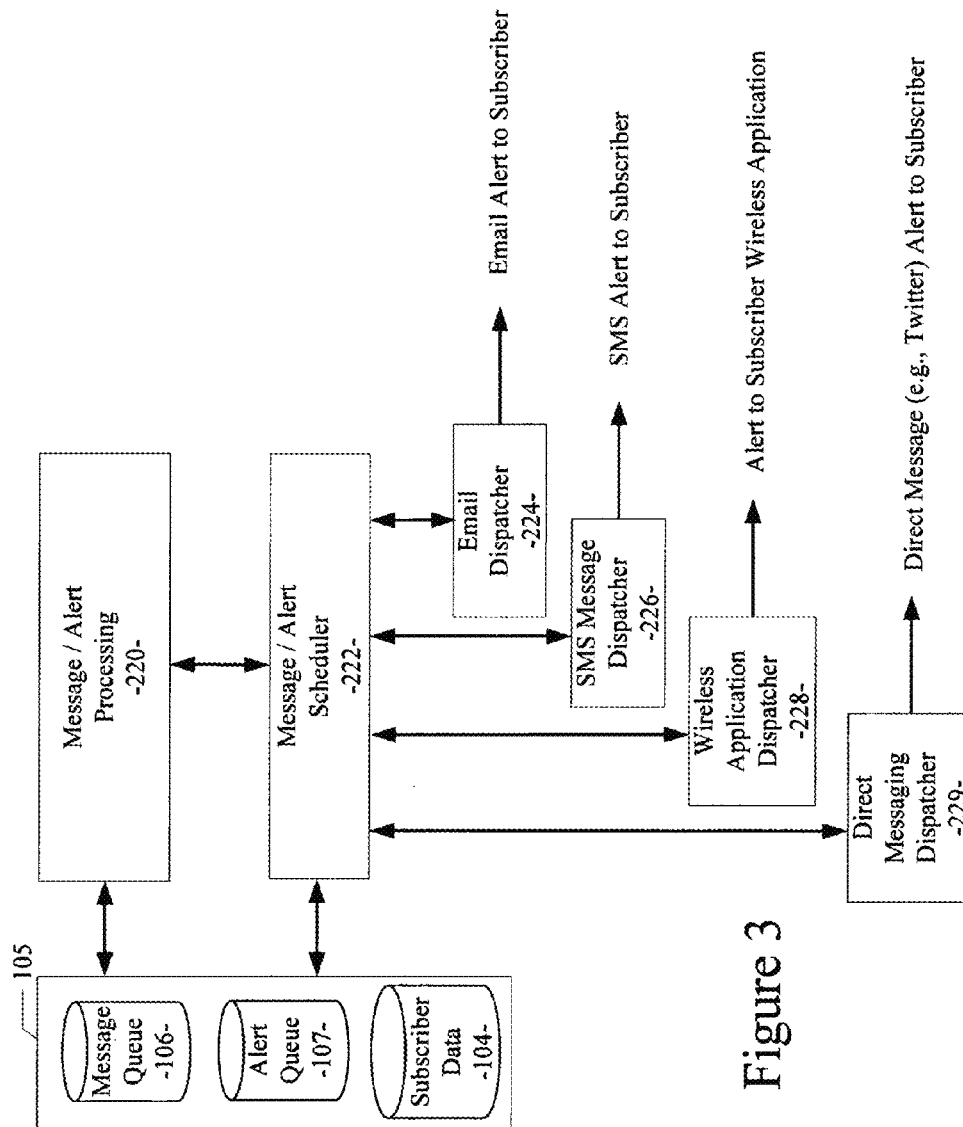 105
Message
Queue
-106-
Alert
Queue
-107-
Subscriber
Data
-104-
Message / Alert
Processing
-220-
Message / Alert
Scheduler
-222-
Email
Dispatcher
-224-
Email Alert to Subscriber
SMS Message
Dispatcher
-226-
SMS Alert to Subscriber
Wireless
Application
Dispatcher
-228-
Alert to Subscriber Wireless Application
Direct
Messaging
Dispatcher
-229-
Direct Message (e.g., Twitter) Alert to Subscriber
Figure 3